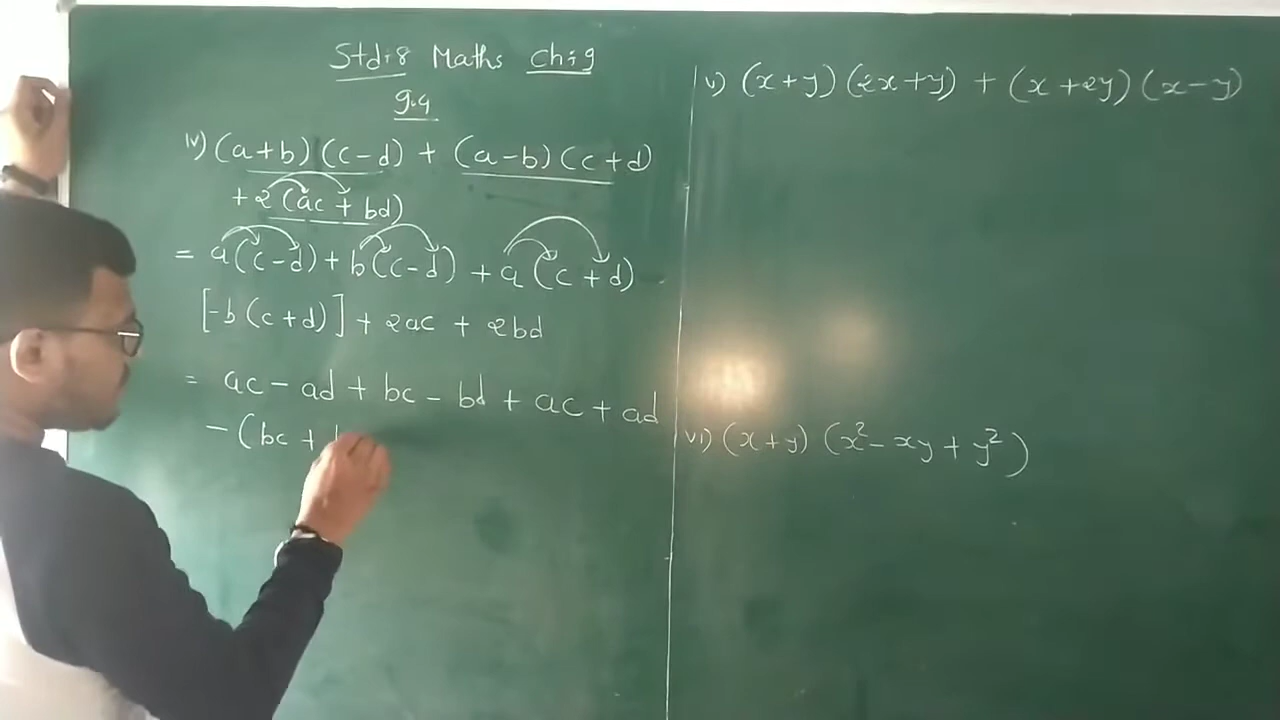 Std:8 Maths Ch:9
9.4
iv) (a+b) (c-d) + (a-b) (c+d)
+ 2 (ac + bd)
= a(c-d) + b(c-d) + a(c+d)
[-b (c+d)] + 2ac + 2bd
= ac - ad + bc - bd + ac + ad
- (bc +
v) (x+y) (2x+y) + (x+2y) (x-y)
vi) (x+y) (x² - xy + y²)